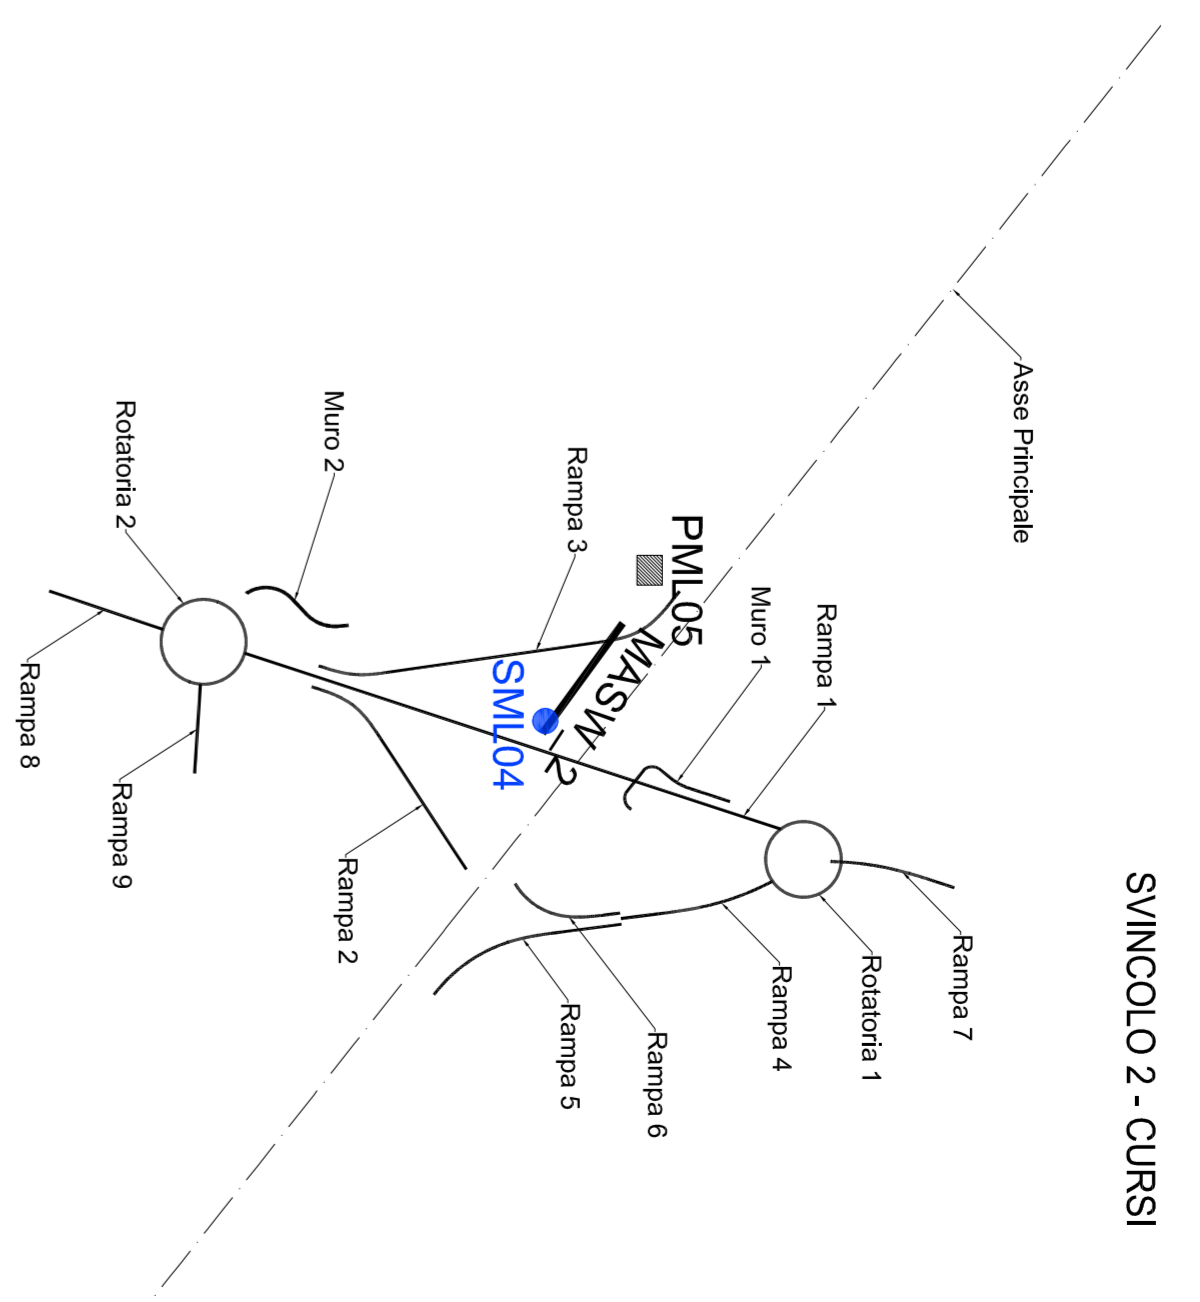 SVINCOLO 2 - CURSI
Asse Principale
Rampa 7
Rotatoria 1
Rampa 1
Rampa 4
Muro 1
PML05
MASW_2
Rampa 6
Rampa 3
Rampa 5
SML04
Muro 2
Rampa 2
Rotatoria 2
Rampa 9
Rampa 8